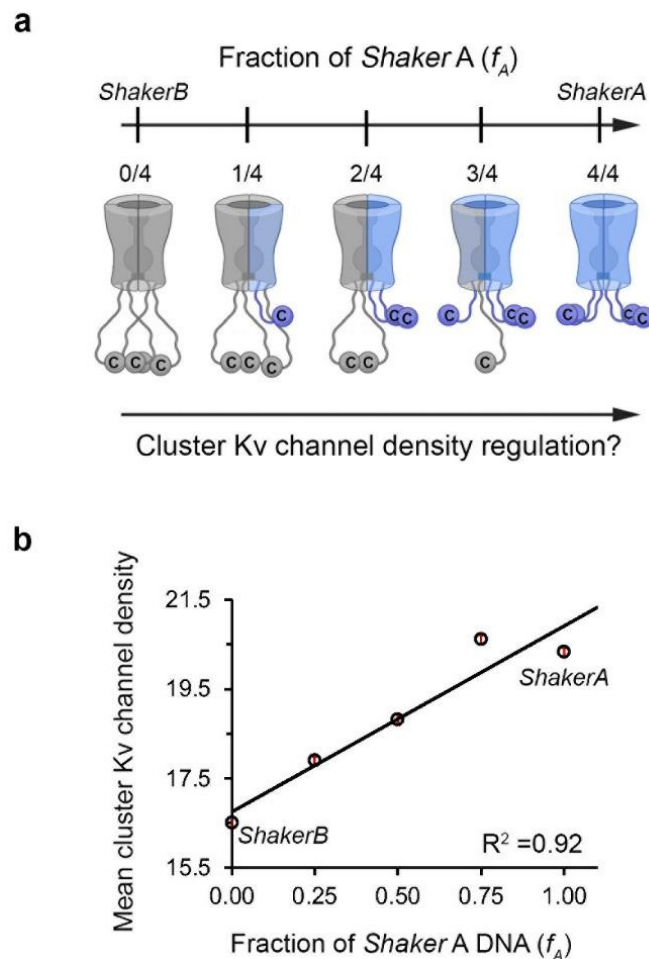 a
Fraction of Shaker A (fA)
ShakerB ShakerA
0/4 1/4 2/4 3/4 4/4
C C C C C C C C C C C C C C C C C
Cluster Kv channel density regulation?
b
Mean cluster Kv channel density
21.5
19.5
17.5
15.5
ShakerA
ShakerB
R² =0.92
0.00 0.25 0.50 0.75 1.00
Fraction of Shaker A DNA (fA)